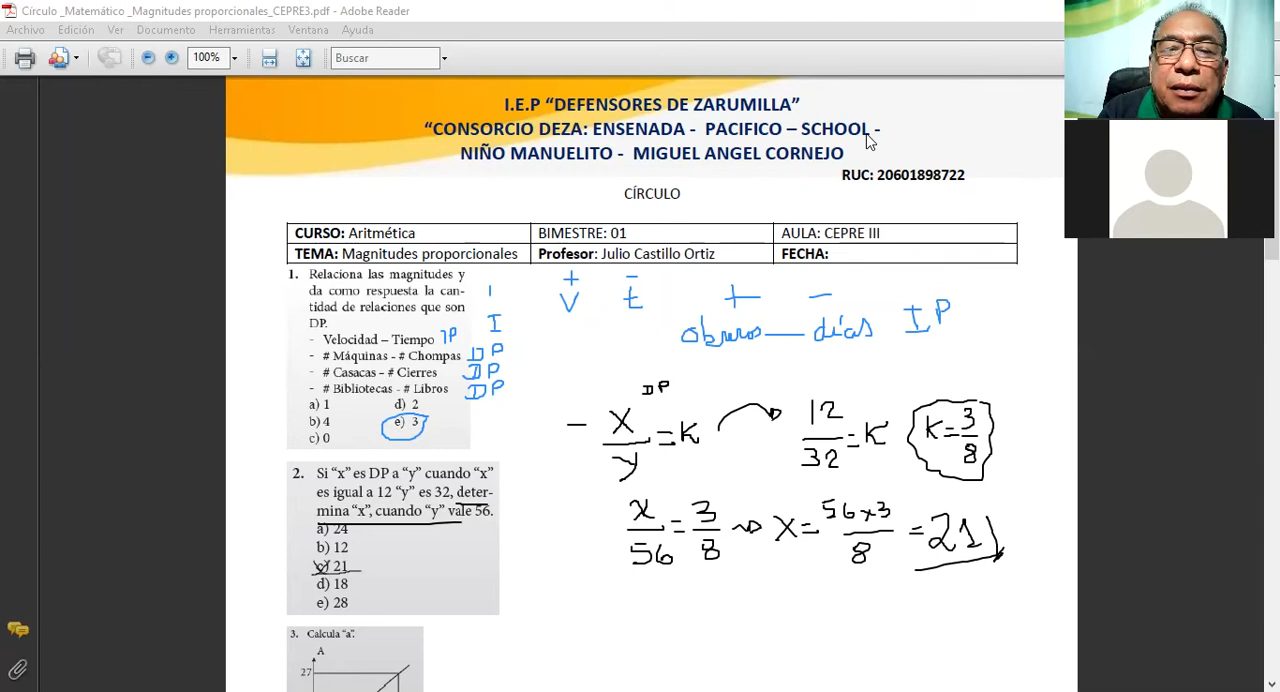 Círculo _Matemático _Magnitudes proporcionales_CEPRE3.pdf - Adobe Reader
Archivo Edición Ver Documento Herramientas Ventana Ayuda
100% Buscar
I.E.P “DEFENSORES DE ZARUMILLA”
“CONSORCIO DEZA: ENSENADA - PACIFICO – SCHOOL -
NIÑO MANUELITO - MIGUEL ANGEL CORNEJO
RUC: 20601898722
CÍRCULO
CURSO: Aritmética BIMESTRE: 01 AULA: CEPRE III
TEMA: Magnitudes proporcionales Profesor: Julio Castillo Ortiz FECHA:
1. Relaciona las magnitudes y
da como respuesta la can-
tidad de relaciones que son
DP.
- Velocidad – Tiempo IP
- # Máquinas - # Chompas DP
- # Casacas - # Cierres DP
- # Bibliotecas - # Libros DP
a) 1 d) 2
b) 4 e) 3
c) 0
+ -
V t
+ -
obreros — días IP
I
2. Si “x” es DP a “y” cuando “x”
es igual a 12 “y” es 32, deter-
mina “x”, cuando “y” vale 56.
a) 24
b) 12
c) 21
d) 18
e) 28
DP
- x/y = K 12/32 = K K = 3/8
x/56 = 3/8 x = 56 x 3/8 = 21
3. Calcula “a”.
A
27